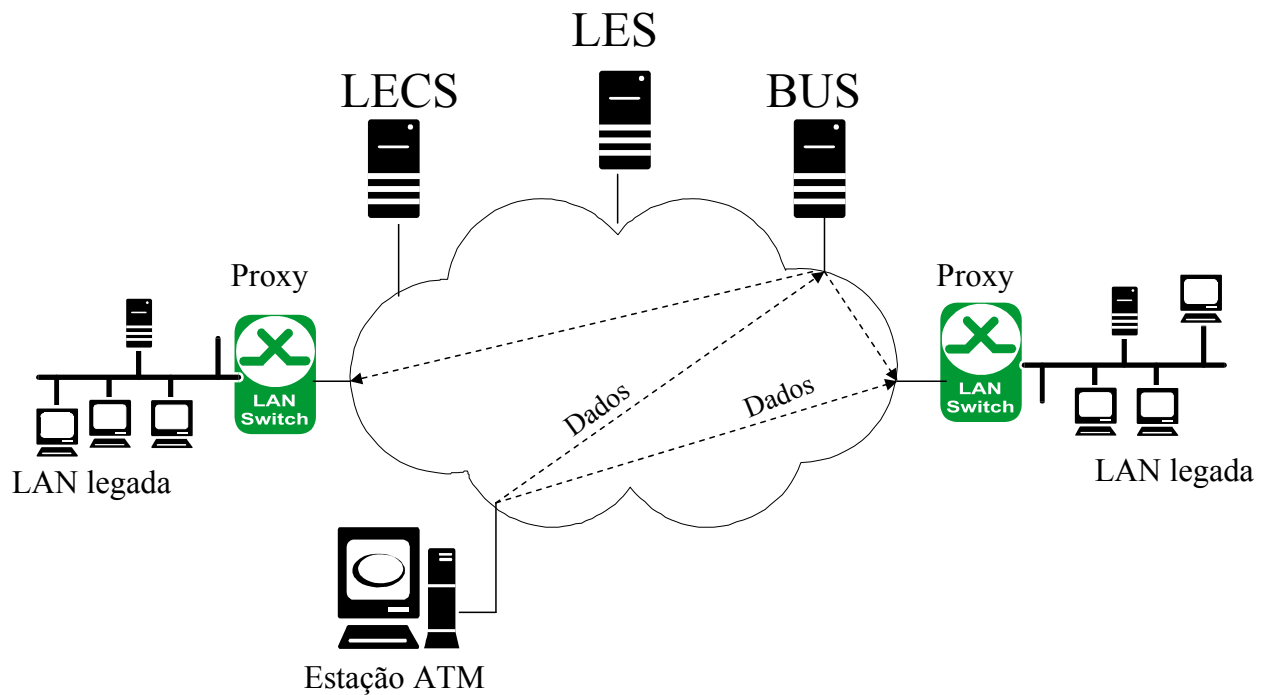 LES
LECS
BUS
Proxy
Proxy
LAN
Switch
LAN
Switch
Dados
Dados
LAN legada
LAN legada
Estação ATM